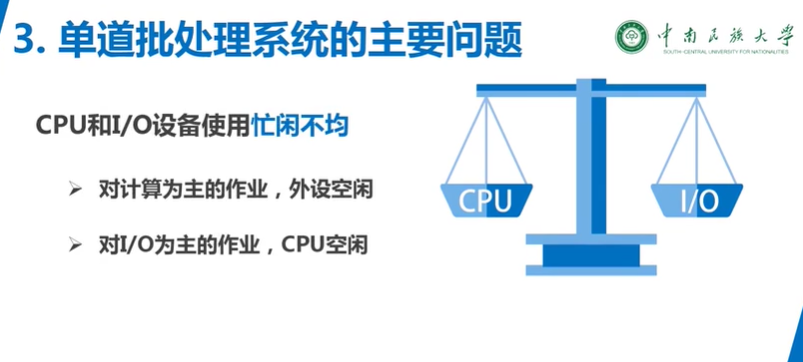 3. 单道批处理系统的主要问题
中南民族大学
SOUTH-CENTRAL UNIVERSITY FOR NATIONALITIES
CPU和I/O设备使用忙闲不均
➢ 对计算为主的作业，外设空闲
➢ 对I/O为主的作业，CPU空闲
CPU
I/O